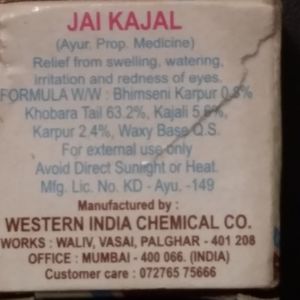 JAI KAJAL
(Ayur. Prop. Medicine)
Relief from swelling, watering,
irritation and redness of eyes.
FORMULA W/W : Bhimseni Karpur 0.8%
Khobara Tail 63.2%, Kajali 5.6%,
Karpur 2.4%, Waxy Base Q.S.
For external use only
Avoid Direct Sunlight or Heat.
Mfg. Lic. No. KD - Ayu. -149
Manufactured by :
WESTERN INDIA CHEMICAL CO.
WORKS : WALIV, VASAI, PALGHAR - 401 208
OFFICE : MUMBAI - 400 066. (INDIA)
Customer care : 072765 75666